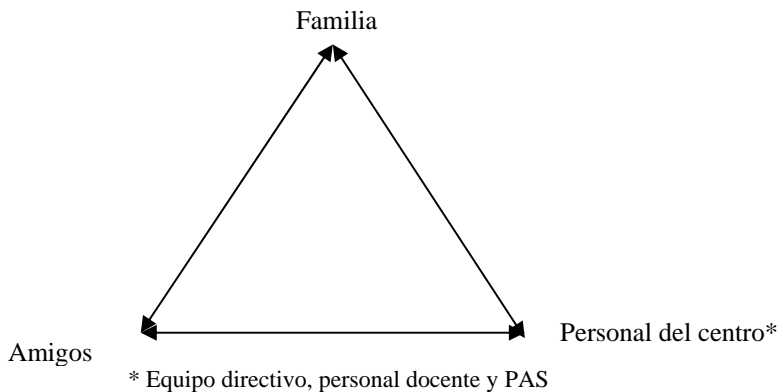 Familia
Personal del centro*
Amigos
* Equipo directivo, personal docente y PAS